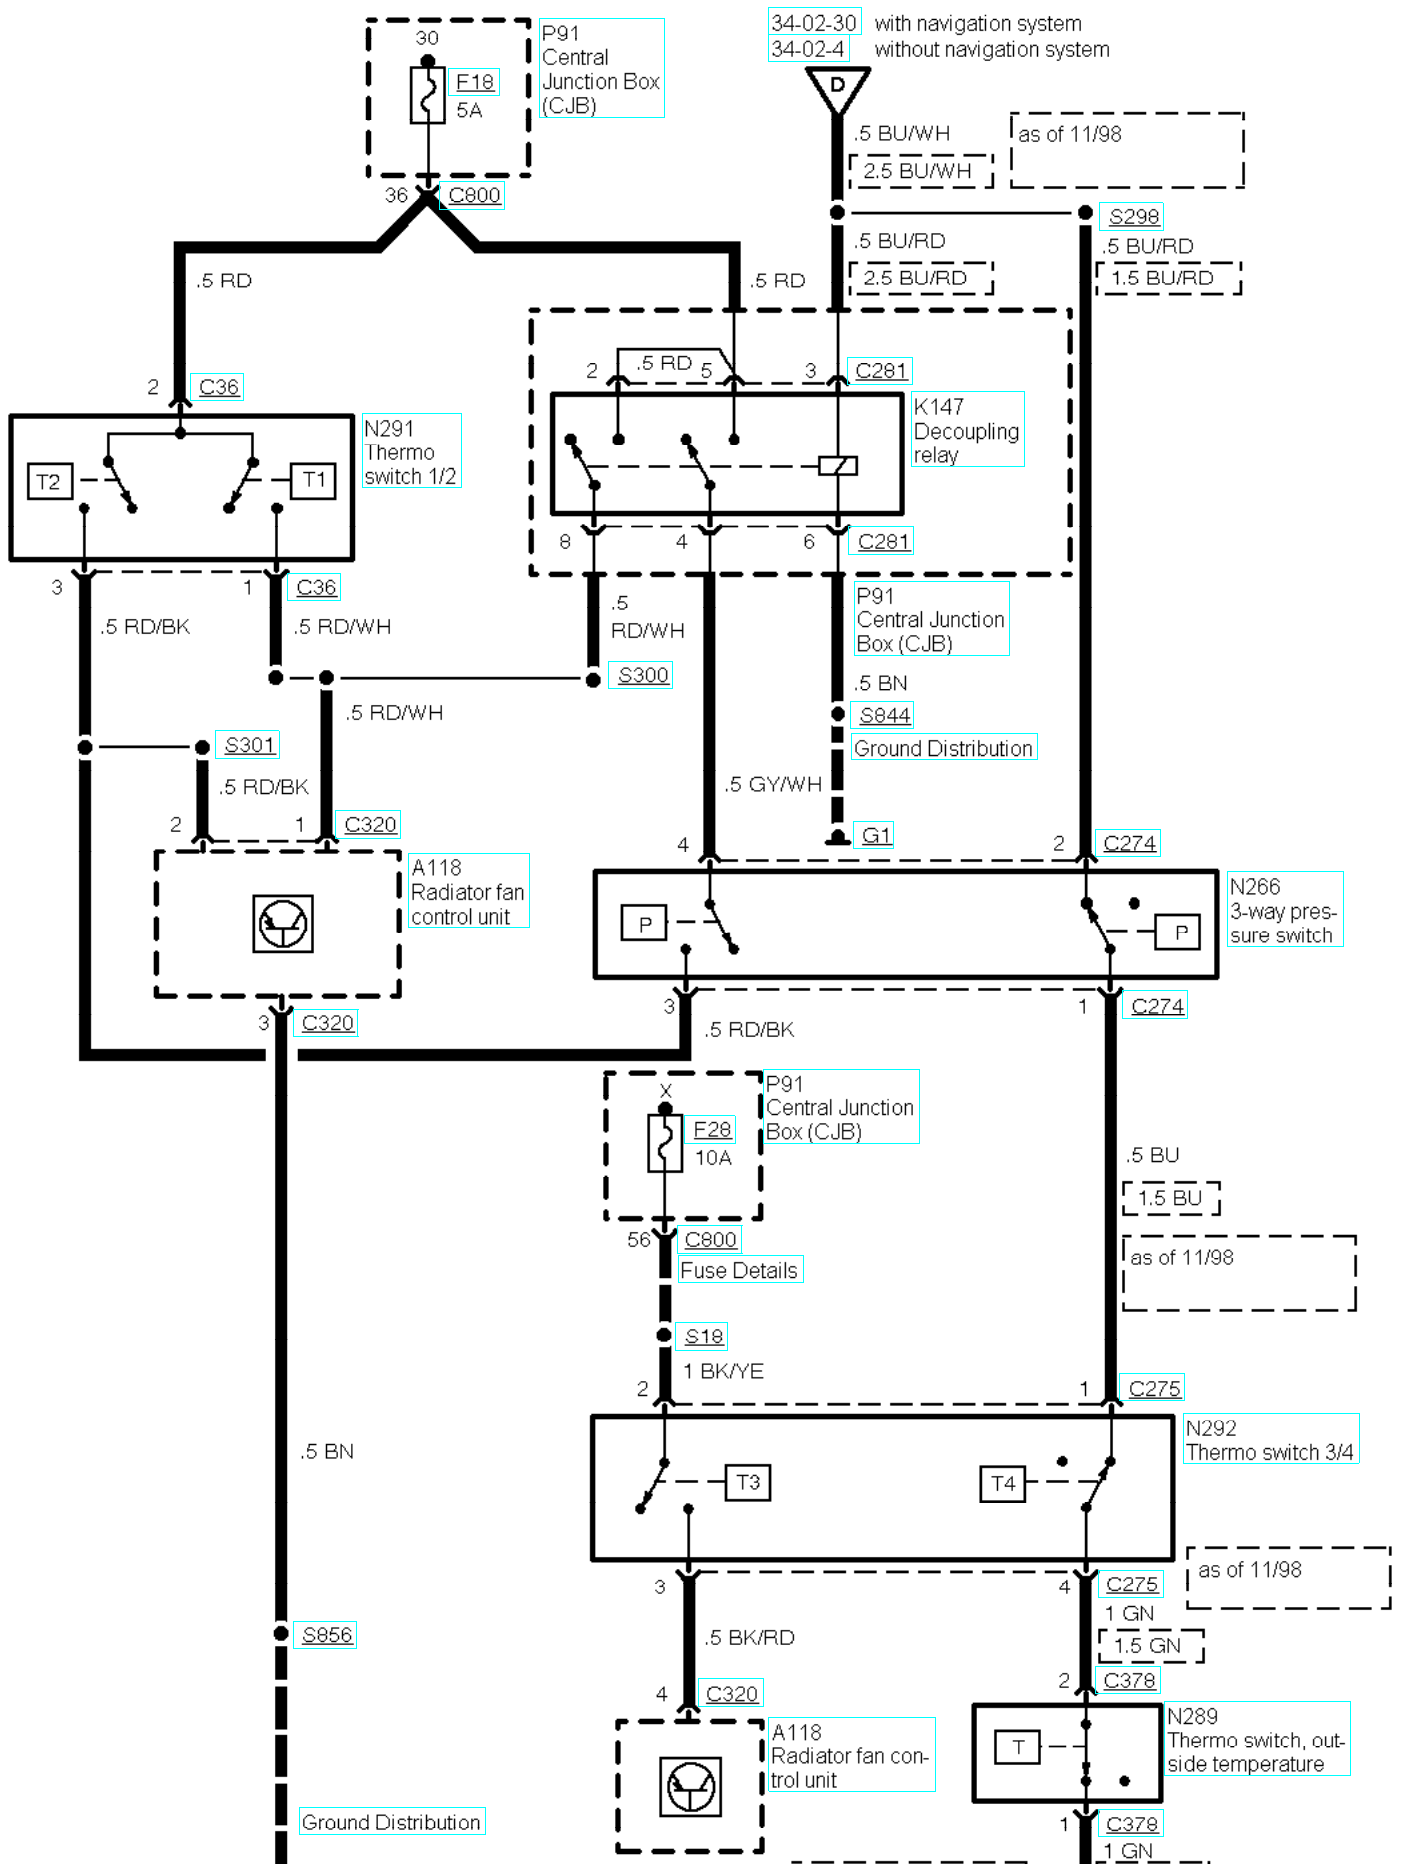 34-02-30 with navigation system
34-02-4 without navigation system
D
30
F18
5A
P91
Central
Junction Box
(CJB)
36
C800
.5 BU/WH
2.5 BU/WH
as of 11/98
S298
.5 BU/RD
2.5 BU/RD
.5 BU/RD
1.5 BU/RD
.5 RD
.5 RD
2
C36
2
.5 RD
5
3
C281
N291
Thermo
switch 1/2
T2
T1
K147
Decoupling
relay
8
4
6
C281
3
1
C36
.5 RD/BK
.5 RD/WH
.5
RD/WH
P91
Central Junction
Box (CJB)
S300
.5 BN
S844
Ground Distribution
.5 RD/WH
S301
.5 RD/BK
.5 GY/WH
2
1
C320
G1
4
2
C274
A118
Radiator fan
control unit
P
P
N266
3-way pres-
sure switch
3
C320
3
.5 RD/BK
1
C274
X
F28
10A
P91
Central Junction
Box (CJB)
.5 BU
1.5 BU
as of 11/98
56
C800
Fuse Details
S18
1 BK/YE
2
1
C275
N292
Thermo switch 3/4
T3
T4
.5 BN
3
4
C275
as of 11/98
1 GN
1.5 GN
.5 BK/RD
S856
4
C320
2
C378
A118
Radiator fan con-
trol unit
T
N289
Thermo switch, out-
side temperature
Ground Distribution
1
C378
1 GN